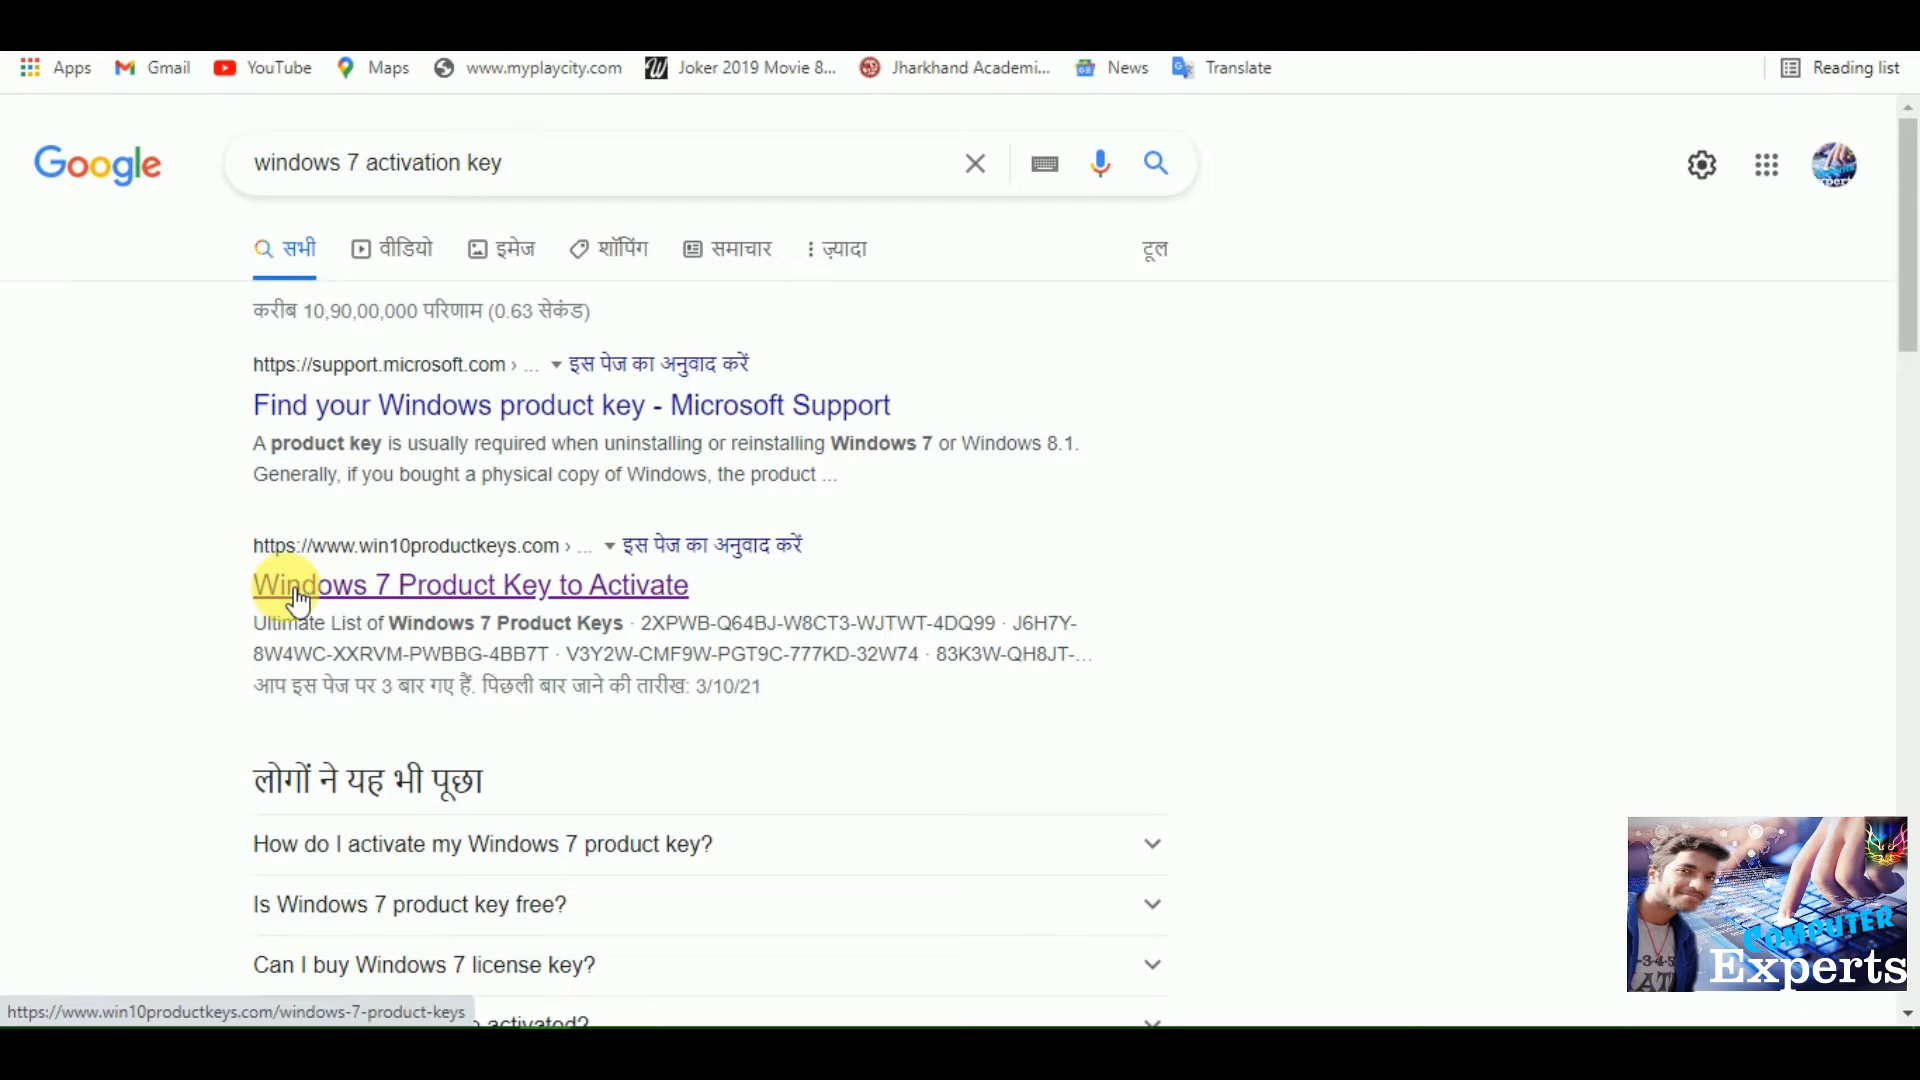 Apps Gmail YouTube Maps www.myplaycity.com Joker 2019 Movie 8... Jharkhand Academi... News Translate Reading list
Google windows 7 activation key
सभी वीडियो इमेज शॉपिंग समाचार ज़्यादा टूल
करीब 10,90,00,000 परिणाम (0.63 सेकंड)
https://support.microsoft.com › ... इस पेज का अनुवाद करें
Find your Windows product key - Microsoft Support
A product key is usually required when uninstalling or reinstalling Windows 7 or Windows 8.1.
Generally, if you bought a physical copy of Windows, the product ...
https://www.win10productkeys.com › ... इस पेज का अनुवाद करें
Windows 7 Product Key to Activate
Ultimate List of Windows 7 Product Keys · 2XPWB-Q64BJ-W8CT3-WJTWT-4DQ99 · J6H7Y-
8W4WC-XXRVM-PWBBG-4BB7T · V3Y2W-CMF9W-PGT9C-777KD-32W74 · 83K3W-QH8JT-...
आप इस पेज पर 3 बार गए हैं. पिछली बार जाने की तारीख: 3/10/21
लोगों ने यह भी पूछा
How do I activate my Windows 7 product key?
Is Windows 7 product key free?
Can I buy Windows 7 license key?
activated?
https://www.win10productkeys.com/windows-7-product-keys
COMPUTER
Experts